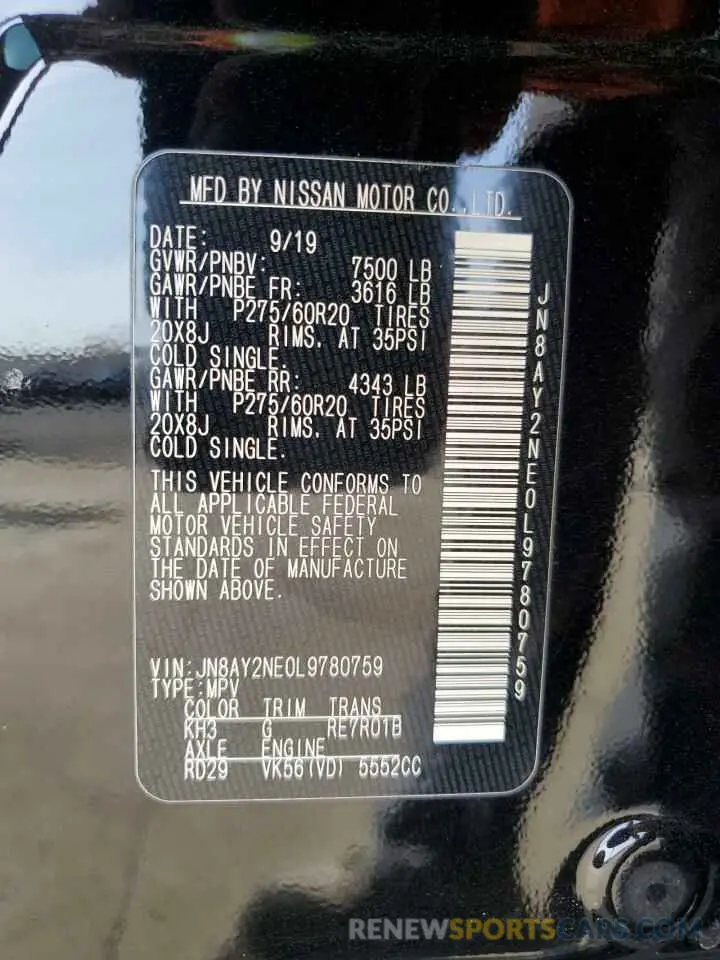 MFD BY NISSAN MOTOR CO.,LTD.
DATE: 9/19
GVWR/PNBV: 7500 LB
GAWR/PNBE FR: 3616 LB
WITH P275/60R20 TIRES
20X8J RIMS. AT 35PSI
COLD SINGLE.
GAWR/PNBE RR: 4343 LB
WITH P275/60R20 TIRES
20X8J RIMS. AT 35PSI
COLD SINGLE.
THIS VEHICLE CONFORMS TO
ALL APPLICABLE FEDERAL
MOTOR VEHICLE SAFETY
STANDARDS IN EFFECT ON
THE DATE OF MANUFACTURE
SHOWN ABOVE.
VIN:JN8AY2NE0L9780759
TYPE:MPV
COLOR TRIM TRANS
KH3 G RE7R01B
AXLE ENGINE
RD29 VK56(VD) 5552CC
JN8AY2NE0L9780759
RENEWSPORTSCARS.COM